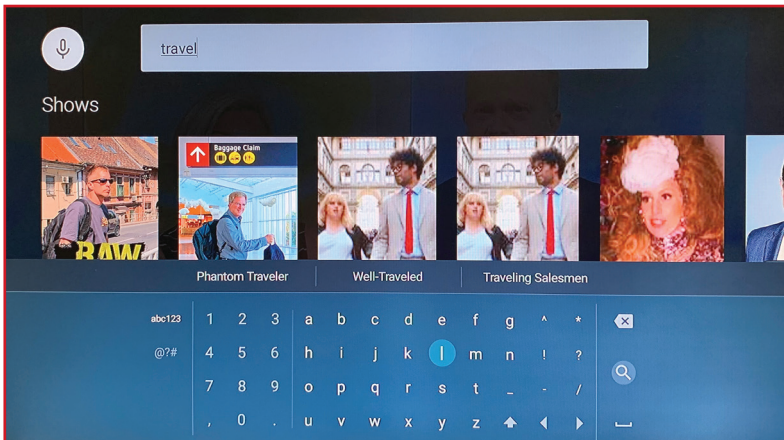 travel
Shows
Baggage Claim
RAW
Phantom Traveler Well-Traveled Traveling Salesmen
abc123 1 2 3 a b c d e f g ^ *
@?# 4 5 6 h i j k l m n ! ?
7 8 9 o p q r s t _ - /
, 0 . u v w x y z